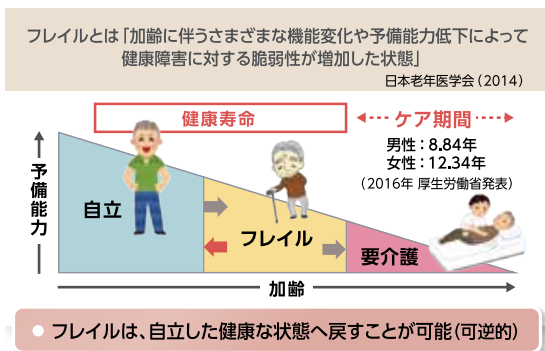 フレイルとは「加齢に伴うさまざまな機能変化や予備能力低下によって
健康障害に対する脆弱性が増加した状態」
日本老年医学会(2014)
健康寿命
ケア期間
男性:8.84年
女性:12.34年
(2016年 厚生労働省発表)
予備能力
自立
フレイル
要介護
加齢
● フレイルは、自立した健康な状態へ戻すことが可能(可逆的)